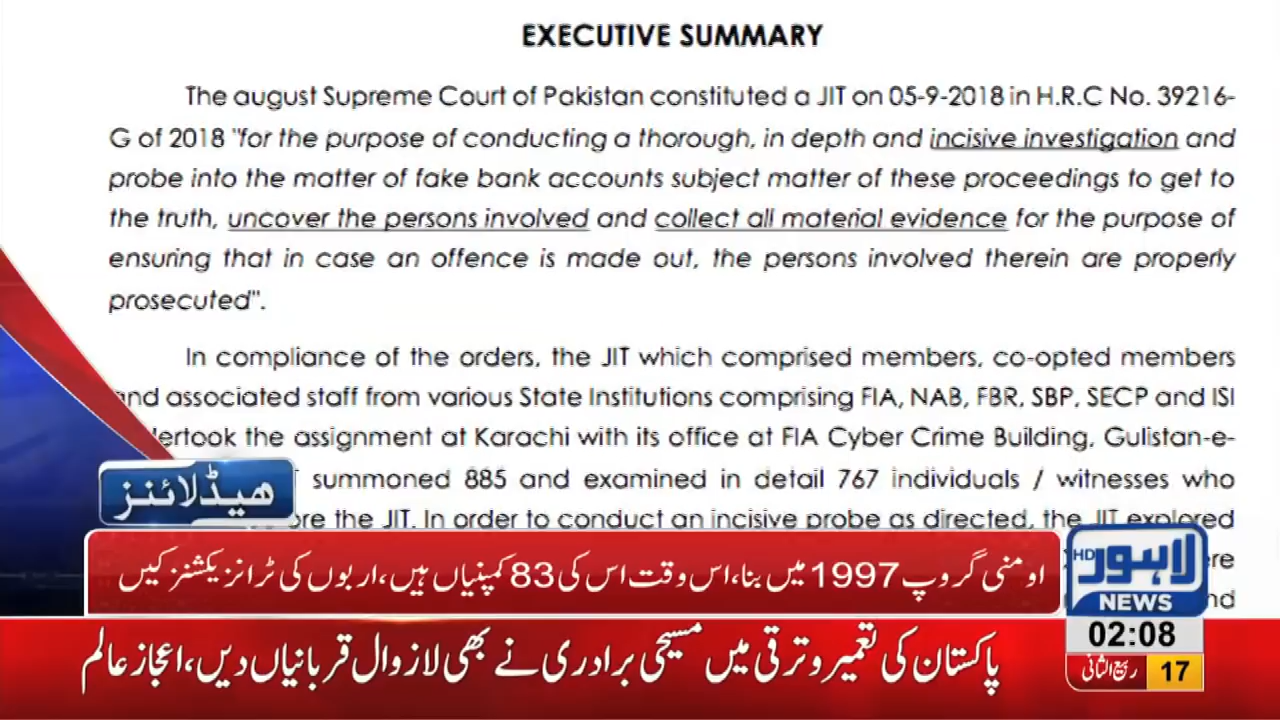 EXECUTIVE SUMMARY
The august Supreme Court of Pakistan constituted a JIT on 05-9-2018 in H.R.C No. 39216-
G of 2018 "for the purpose of conducting a thorough, in depth and incisive investigation and
probe into the matter of fake bank accounts subject matter of these proceedings to get to
the truth, uncover the persons involved and collect all material evidence for the purpose of
ensuring that in case an offence is made out, the persons involved therein are properly
prosecuted".
In compliance of the orders, the JIT which comprised members, co-opted members
and associated staff from various State Institutions comprising FIA, NAB, FBR, SBP, SECP and ISI
the assignment at Karachi with its office at FIA Cyber Crime Building, Gulistan-e-
summoned 885 and examined in detail 767 individuals / witnesses who
the JIT. In order to conduct an incisive probe as directed, the JIT explored
ہیڈلائنز
اومنی گروپ 1997 میں بنا، اس وقت اس کی 83 کمپنیاں ہیں، اربوں کی ٹرانزیکشنز کیں
لاہور HD
NEWS
02:08
17 ربیع الثانی
پاکستان کی تعمیر و ترقی میں مسیحی برادری نے بھی لازوال قربانیاں دیں، اعجاز عالم